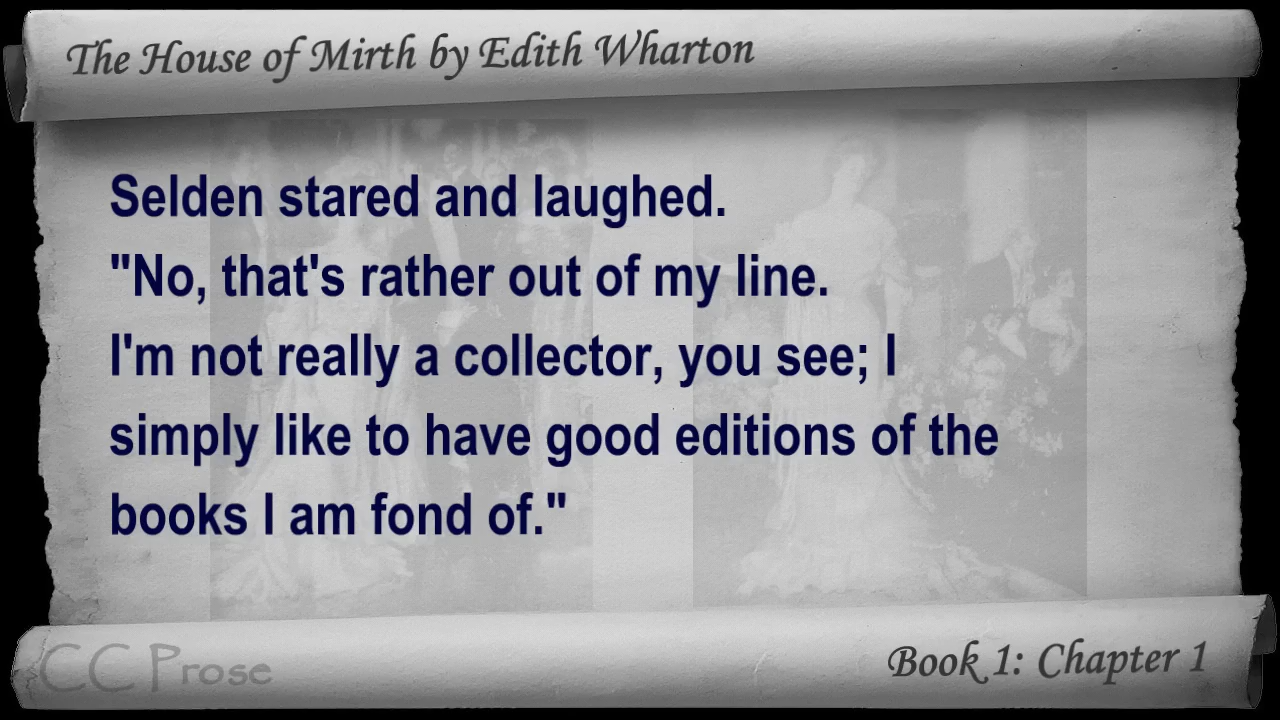 The House of Mirth by Edith Wharton
Selden stared and laughed.
"No, that's rather out of my line.
I'm not really a collector, you see; I
simply like to have good editions of the
books I am fond of."
CC Prose
Book 1: Chapter 1